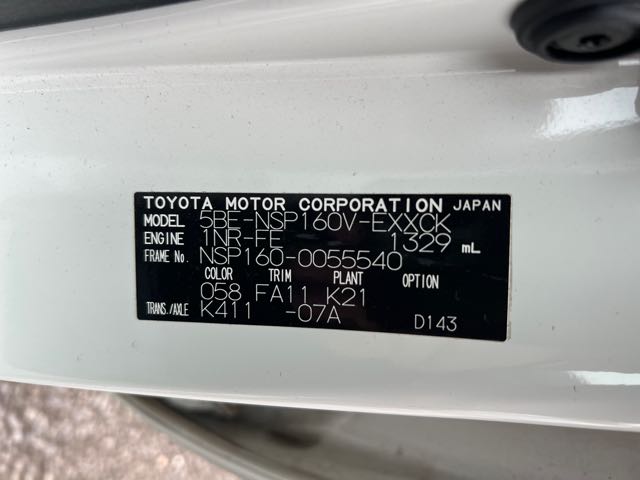 TOYOTA MOTOR CORPORATION JAPAN
MODEL 5BE-NSP160V-EXXCK
ENGINE 1NR-FE 1329 mL
FRAME No. NSP160-0055540
COLOR TRIM PLANT OPTION
058 FA11 K21
TRANS./AXLE K411 -07A D143